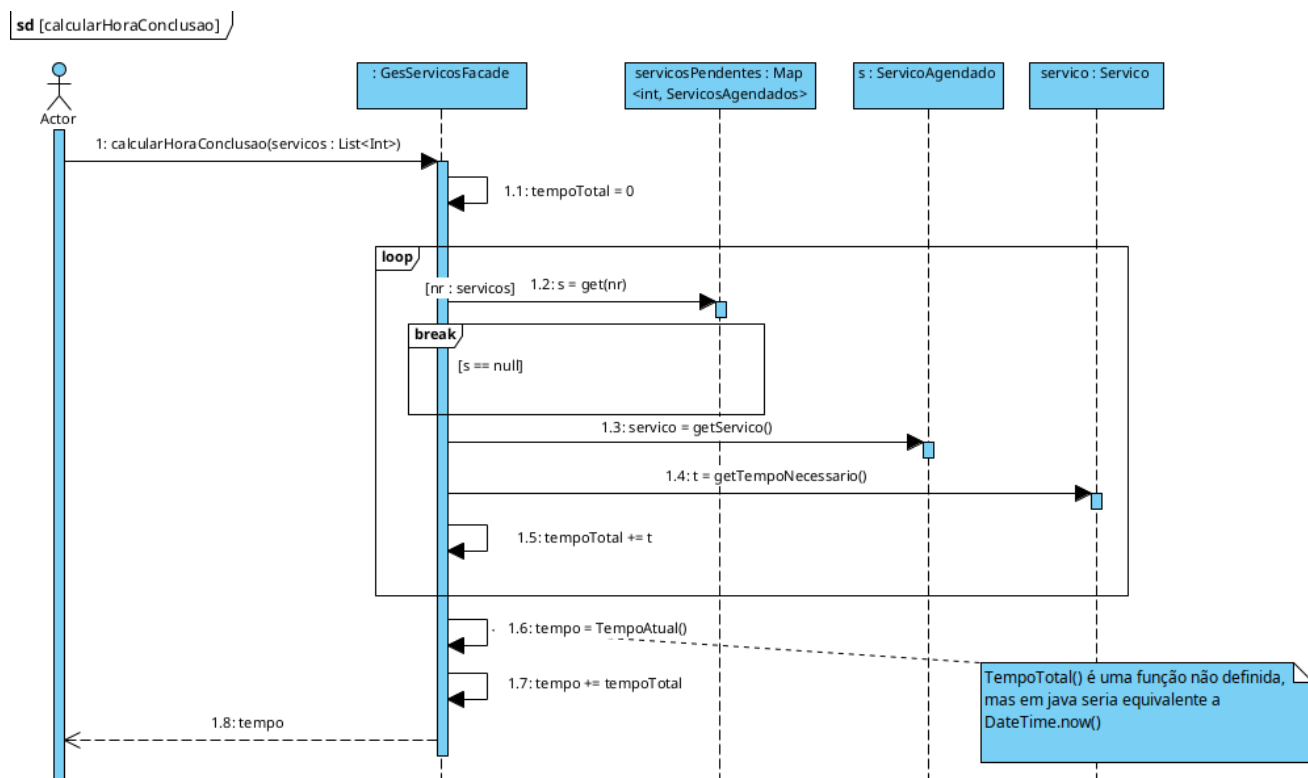 sd [calcularHoraConclusao]
Actor
: GesServicosFacade
servicosPendentes : Map
<int, ServicosAgendados>
s : ServicoAgendado
servico : Servico
1: calcularHoraConclusao(servicos : List<Int>)
1.1: tempoTotal = 0
loop
[nr : servicos]
1.2: s = get(nr)
break
[s == null]
1.3: servico = getServico()
1.4: t = getTempoNecessario()
1.5: tempoTotal += t
1.6: tempo = TempoAtual()
1.7: tempo += tempoTotal
TempoTotal() é uma função não definida,
mas em java seria equivalente a
DateTime.now()
1.8: tempo